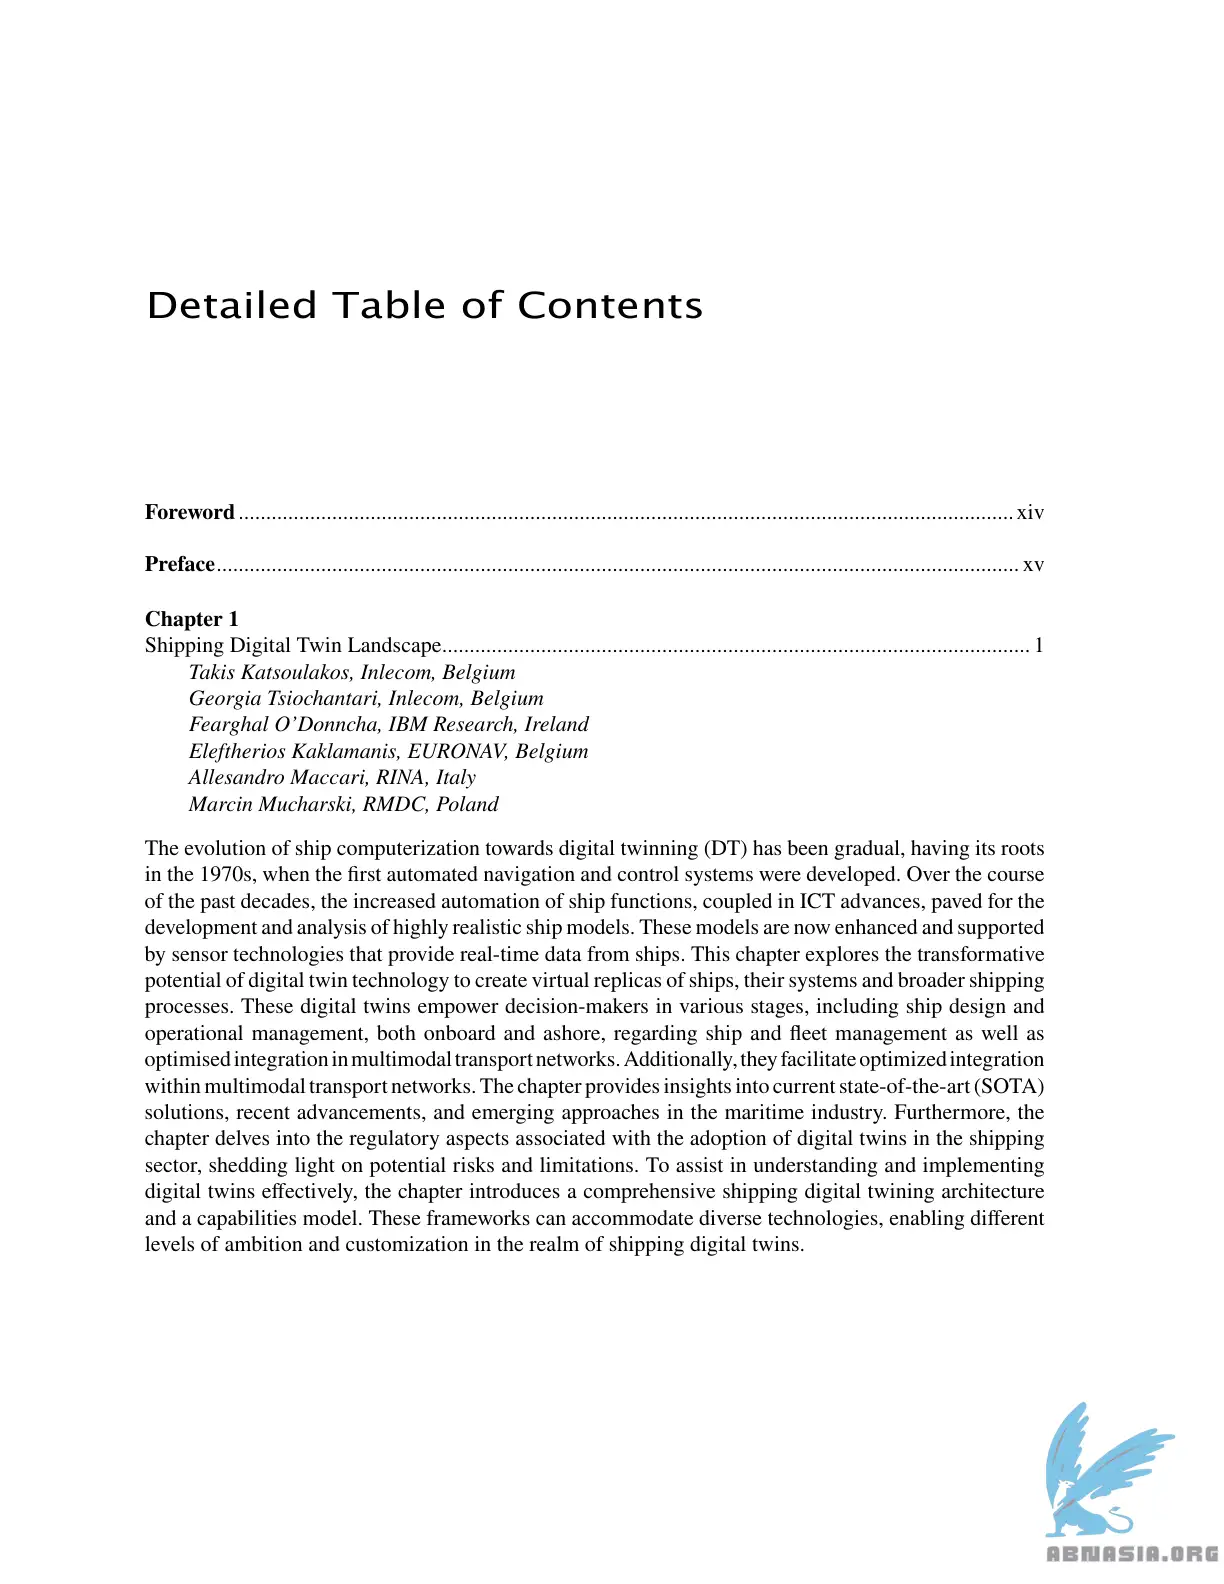 Detailed Table of Contents
Foreword ............................................................................................................................................... xiv
Preface.................................................................................................................................................... xv
Chapter 1
Shipping Digital Twin Landscape............................................................................................................ 1
Takis Katsoulakos, Inlecom, Belgium
Georgia Tsiochantari, Inlecom, Belgium
Fearghal O’Donncha, IBM Research, Ireland
Eleftherios Kaklamanis, EURONAV, Belgium
Allesandro Maccari, RINA, Italy
Marcin Mucharski, RMDC, Poland
The evolution of ship computerization towards digital twinning (DT) has been gradual, having its roots
in the 1970s, when the first automated navigation and control systems were developed. Over the course
of the past decades, the increased automation of ship functions, coupled in ICT advances, paved for the
development and analysis of highly realistic ship models. These models are now enhanced and supported
by sensor technologies that provide real-time data from ships. This chapter explores the transformative
potential of digital twin technology to create virtual replicas of ships, their systems and broader shipping
processes. These digital twins empower decision-makers in various stages, including ship design and
operational management, both onboard and ashore, regarding ship and fleet management as well as
optimised integration in multimodal transport networks. Additionally, they facilitate optimized integration
within multimodal transport networks. The chapter provides insights into current state-of-the-art (SOTA)
solutions, recent advancements, and emerging approaches in the maritime industry. Furthermore, the
chapter delves into the regulatory aspects associated with the adoption of digital twins in the shipping
sector, shedding light on potential risks and limitations. To assist in understanding and implementing
digital twins effectively, the chapter introduces a comprehensive shipping digital twining architecture
and a capabilities model. These frameworks can accommodate diverse technologies, enabling different
levels of ambition and customization in the realm of shipping digital twins.
ABNASIA.ORG